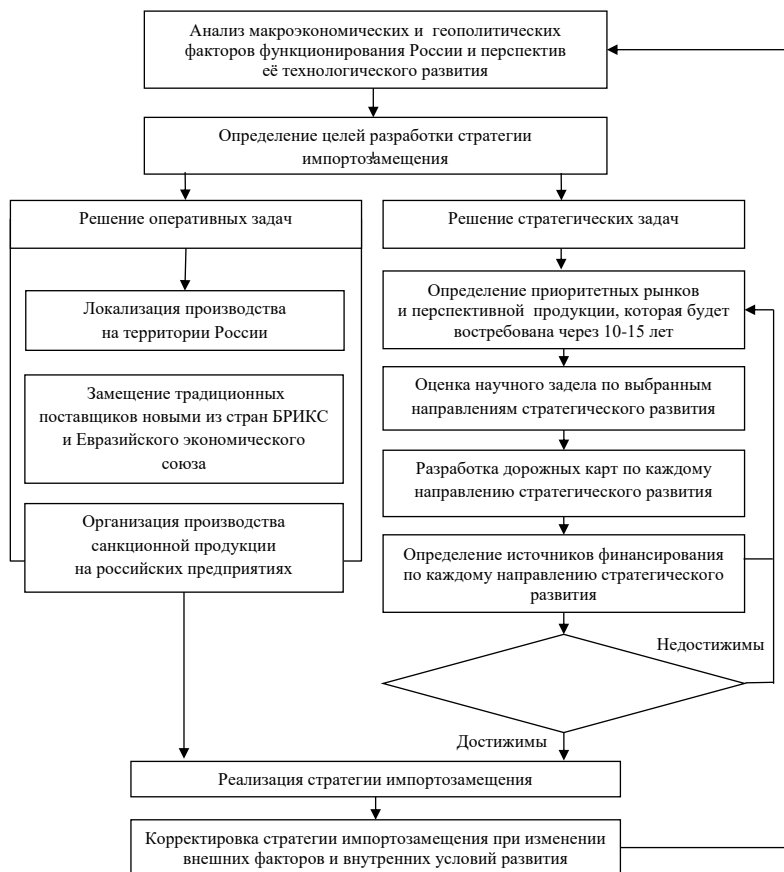 Анализ макроэкономических и геополитических
факторов функционирования России и перспектив
её технологического развития
Определение целей разработки стратегии
импортозамещения
Решение оперативных задач
Локализация производства
на территории России
Замещение традиционных
поставщиков новыми из стран БРИКС
и Евразийского экономического
союза
Организация производства
санкционной продукции
на российских предприятиях
Решение стратегических задач
Определение приоритетных рынков
и перспективной продукции, которая будет
востребована через 10-15 лет
Оценка научного задела по выбранным
направлениям стратегического развития
Разработка дорожных карт по каждому
направлению стратегического развития
Определение источников финансирования
по каждому направлению стратегического
развития
Недостижимы
Достижимы
Реализация стратегии импортозамещения
Корректировка стратегии импортозамещения при изменении
внешних факторов и внутренних условий развития